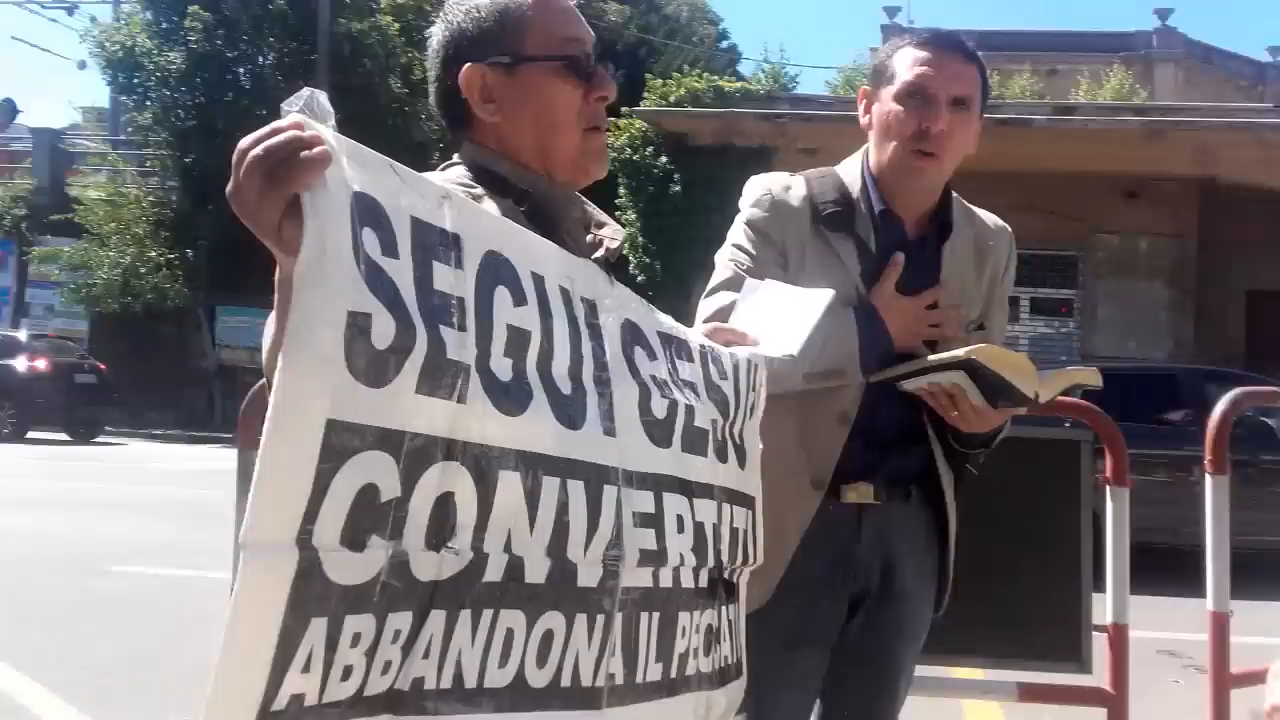 SEGUI GESU'
CONVERTITI
ABBANDONA IL PECCATO